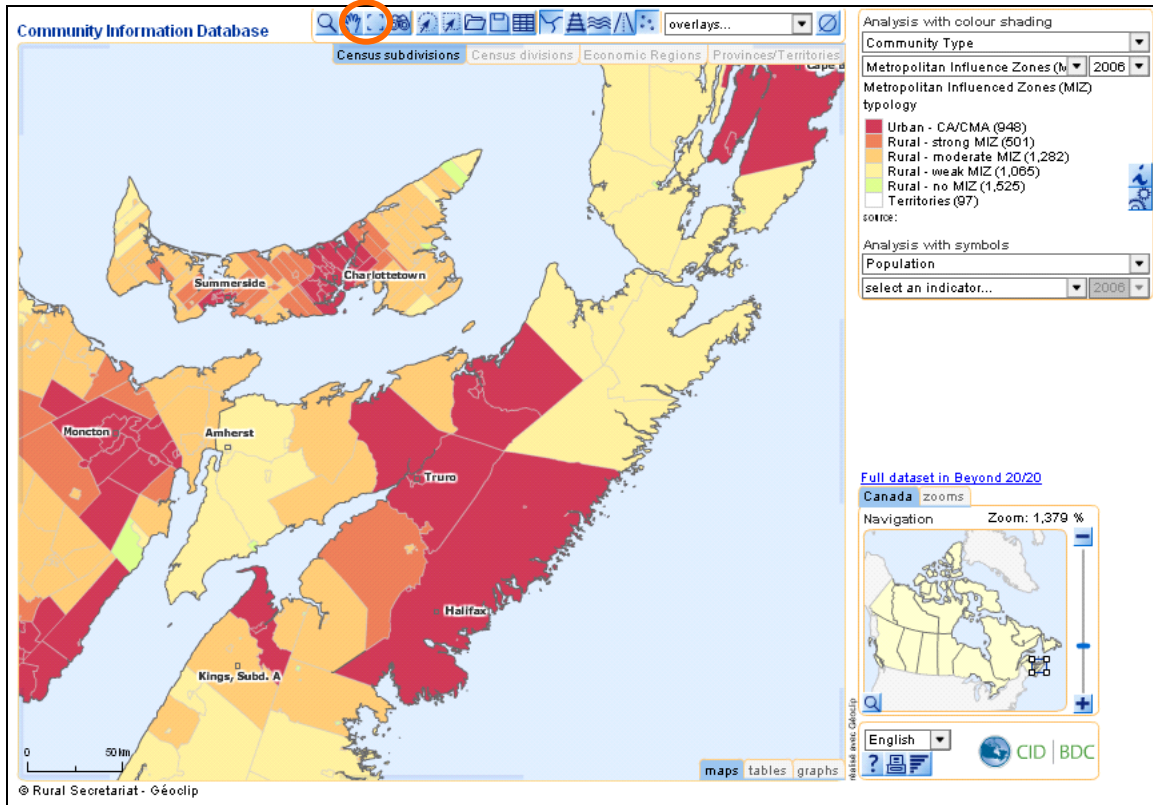 Community Information Database
overlays...
Census subdivisions Census divisions Economic Regions Provinces/Territories
Summerside
Charlottetown
Moncton
Amherst
Truro
Halifax
Kings, Subd. A
0 50 km
maps tables graphs
© Rural Secretariat - Géoclip
Analysis with colour shading
Community Type
Metropolitan Influence Zones (M 2006
Metropolitan Influenced Zones (MIZ)
typology
Urban - CA/CMA (948)
Rural - strong MIZ (501)
Rural - moderate MIZ (1,282)
Rural - weak MIZ (1,065)
Rural - no MIZ (1,525)
Territories (97)
source:
Analysis with symbols
Population
select an indicator... 2006
Full dataset in Beyond 20/20
Canada zooms
Navigation Zoom: 1,379 %
réalisé avec Géoclip
English
?
CID | BDC